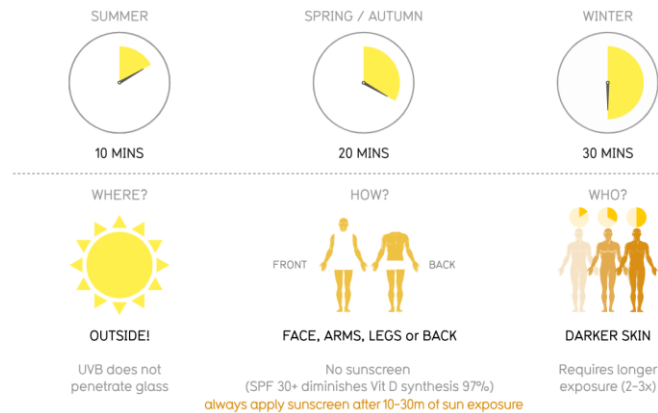 SUMMER
SPRING / AUTUMN
WINTER
10 MINS
20 MINS
30 MINS
WHERE?
HOW?
WHO?
FRONT
BACK
OUTSIDE!
FACE, ARMS, LEGS or BACK
DARKER SKIN
UVB does not
penetrate glass
No sunscreen
(SPF 30+ diminishes Vit D synthesis 97%)
always apply sunscreen after 10-30m of sun exposure
Requires longer
exposure (2-3x)